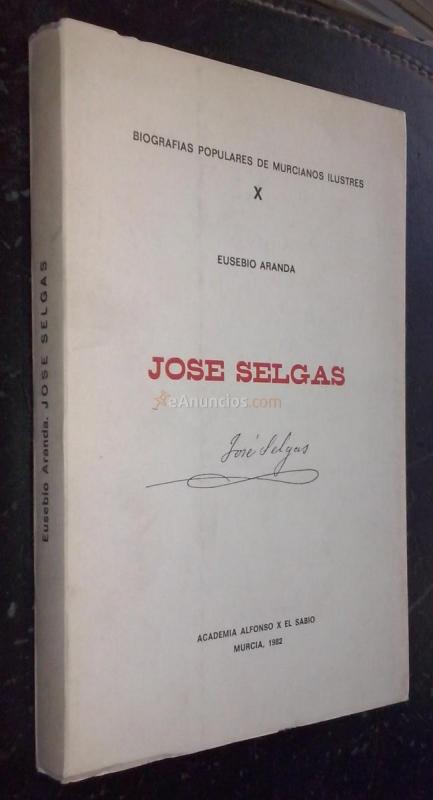 BIOGRAFIAS POPULARES DE MURCIANOS ILUSTRES
X
EUSEBIO ARANDA
JOSE SELGAS
eAnuncios.com
José Selgas
ACADEMIA ALFONSO X EL SABIO
MURCIA, 1982
Eusebio Aranda. JOSE SELGAS